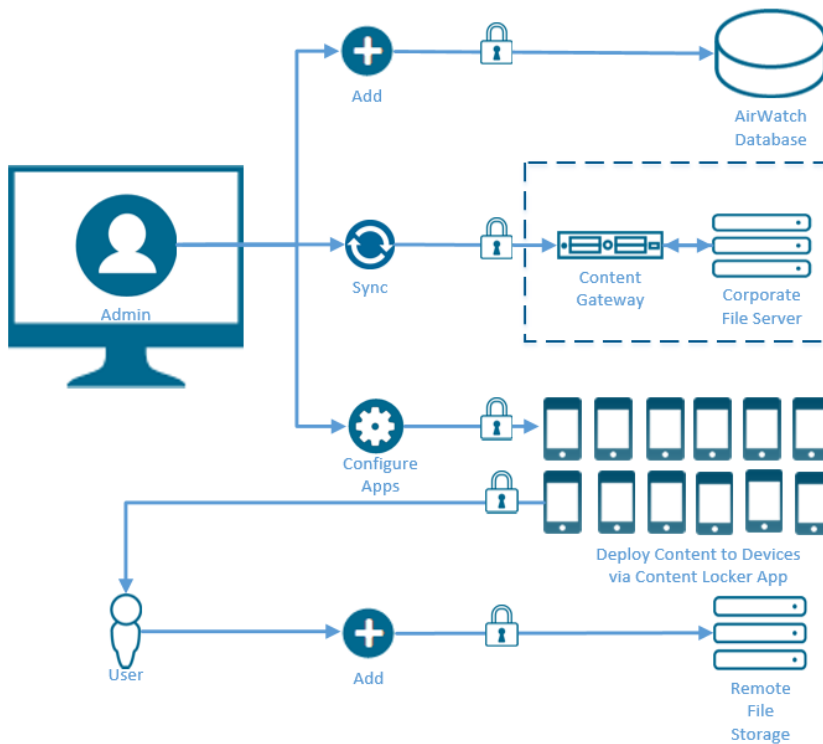 Add
AirWatch
Database
Admin
Sync
Content
Gateway
Corporate
File Server
Configure
Apps
Deploy Content to Devices
via Content Locker App
User
Add
Remote
File
Storage